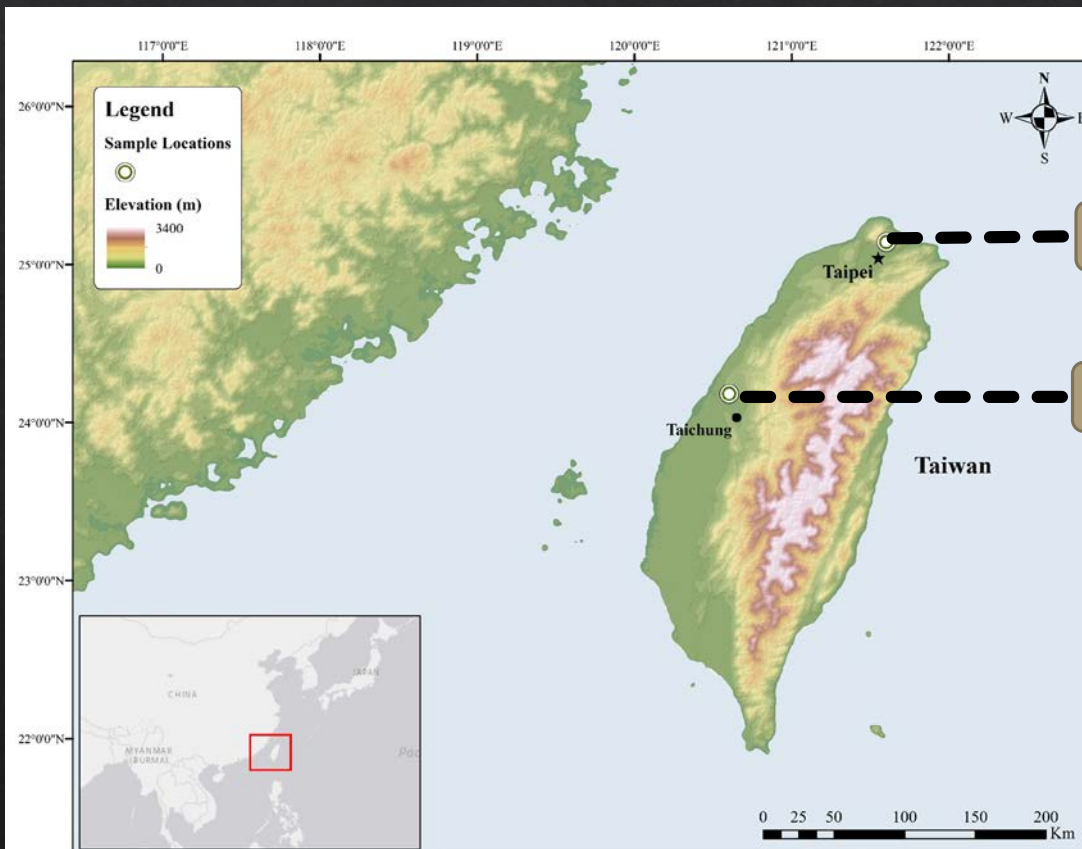 117°0'0"E 118°0'0"E 119°0'0"E 120°0'0"E 121°0'0"E 122°0'0"E
26°0'0"N
25°0'0"N
24°0'0"N
23°0'0"N
22°0'0"N
Legend
Sample Locations
Elevation (m)
3400
0
N
W E
S
Taipei
Taichung
Taiwan
CHINA
JAPAN
MYANMAR
(BURMA)
0 25 50 100 150 200
Km